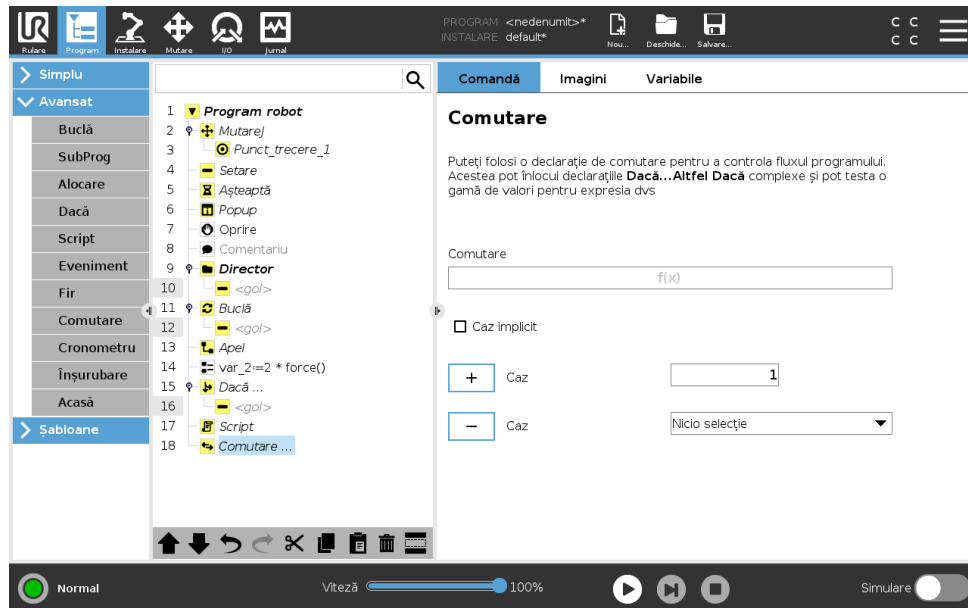 PROGRAM <nedenumit>*
INSTALARE default*
Rulare
Program
Instalare
Mutare
I/O
Jurnal
Nou...
Deschide...
Salvare...
C C
C C
Simplu
Avansat
Buclă
SubProg
Alocare
Dacă
Script
Eveniment
Fir
Comutare
Cronometru
Înșurubare
Acasă
Șabloane
1 Program robot
2 MutareJ
3 Punct_trecere_1
4 Setare
5 Așteaptă
6 Popup
7 Oprire
8 Comentariu
9 Director
10 <gol>
11 Buclă
12 <gol>
13 Apel
14 var_2≔2 * force()
15 Dacă ...
16 <gol>
17 Script
18 Comutare ...
Comandă
Imagini
Variabile
Comutare
Puteți folosi o declarație de comutare pentru a controla fluxul programului.
Acestea pot înlocui declarațiile Dacă...Altfel Dacă complexe și pot testa o
gamă de valori pentru expresia dvs
Comutare
f(x)
Caz implicit
+ Caz 1
− Caz Nicio selecție
Normal
Viteză 100%
Simulare